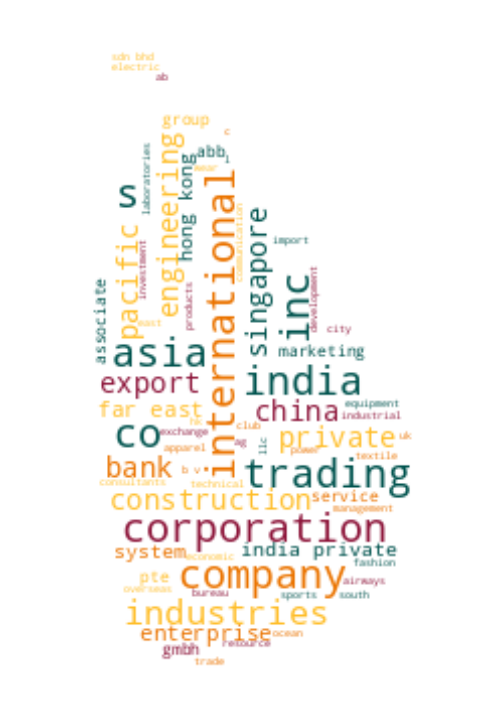 sdn bhd
electric
ab
group
c
abb
l
wear
laboratories
engineering
hong kong
s
international
communication
singapore
pacific
import
investment
inc
development
associate
products
east
city
asia
marketing
export
india
far east
china
equipment
industrial
hk
club
co
exchange
ag
llc
private
uk
apparel
power
textile
bank
b v
trading
consultants
technical
construction
service
management
corporation
system
economic
india private
fashion
pte
company
airways
overseas
bureau
sports
south
industries
enterprise
ocean
resource
gmbh
trade